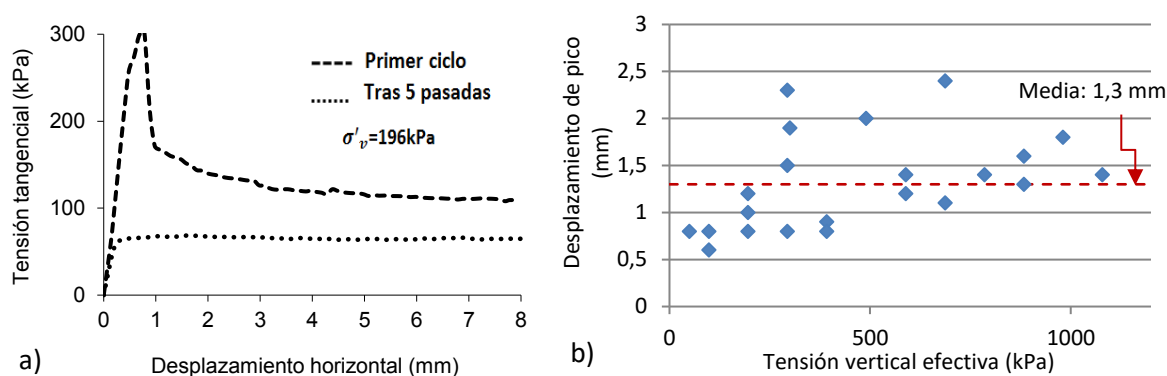 300
200
100
0
0 1 2 3 4 5 6 7 8
Tensión tangencial (kPa)
Desplazamiento horizontal (mm)
Primer ciclo
Tras 5 pasadas
σ'v=196kPa
a)
3
2,5
2
1,5
1
0,5
0
0 500 1000
Desplazamiento de pico
(mm)
Tensión vertical efectiva (kPa)
Media: 1,3 mm
b)